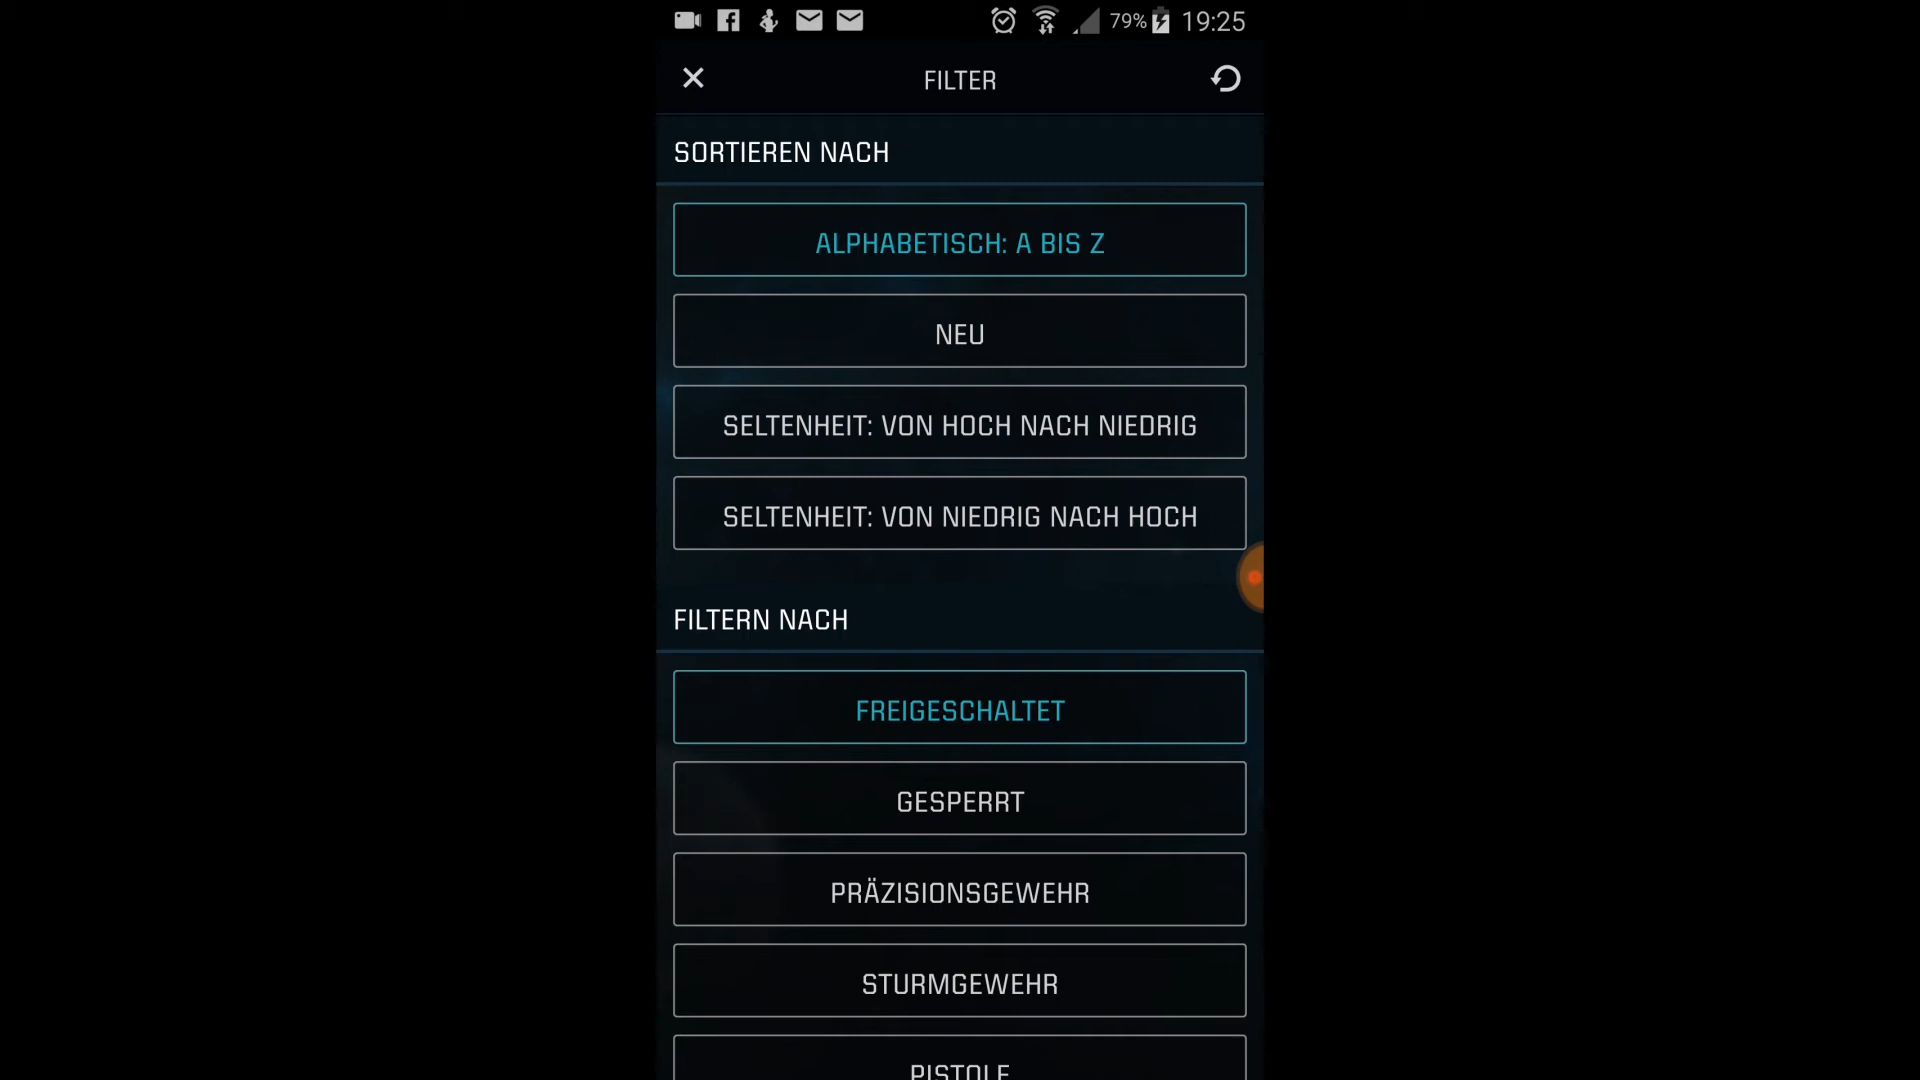 79% 19:25
FILTER
SORTIEREN NACH
ALPHABETISCH: A BIS Z
NEU
SELTENHEIT: VON HOCH NACH NIEDRIG
SELTENHEIT: VON NIEDRIG NACH HOCH
FILTERN NACH
FREIGESCHALTET
GESPERRT
PRÄZISIONSGEWEHR
STURMGEWEHR
PISTOLE